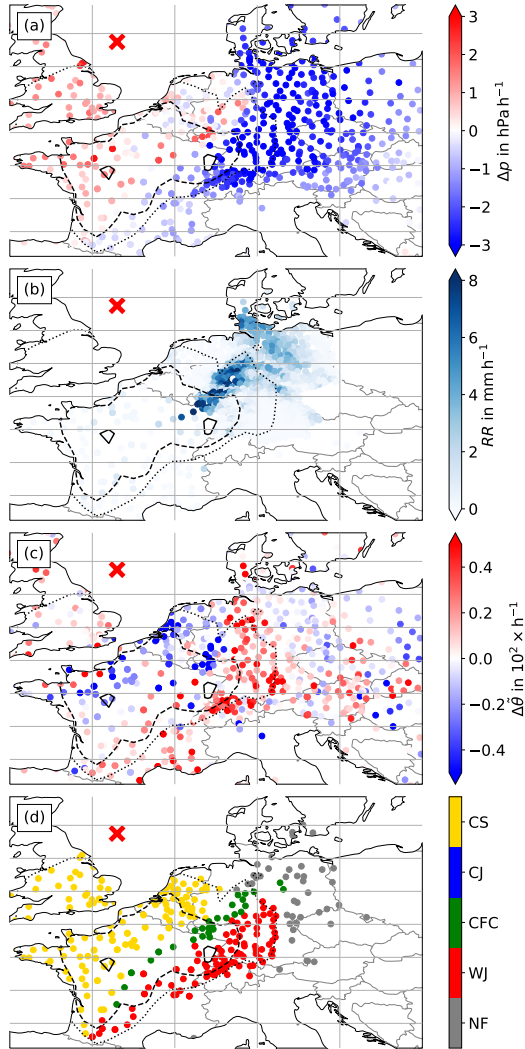 (a)
3
2
1
0
−1
−2
−3
Δp in hPa h⁻¹
(b)
8
6
4
2
0
RR in mm h⁻¹
(c)
0.4
0.2
0.0
−0.2
−0.4
Δθ̃ in 10² × h⁻¹
(d)
CS
CJ
CFC
WJ
NF